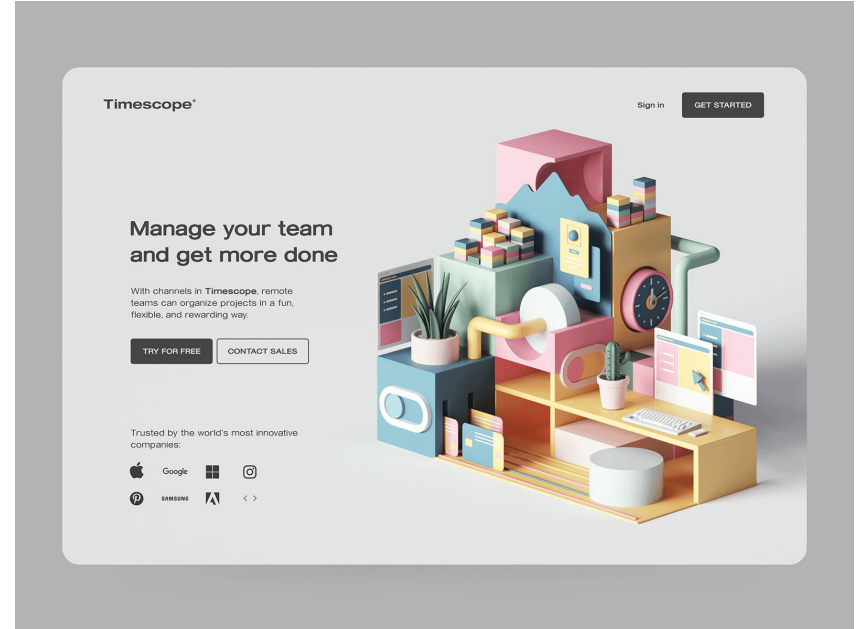 Timescope®
Sign in
GET STARTED
Manage your team
and get more done
With channels in Timescope, remote
teams can organize projects in a fun,
flexible, and rewarding way.
TRY FOR FREE
CONTACT SALES
Trusted by the world's most innovative
companies:
Google
SAMSUNG